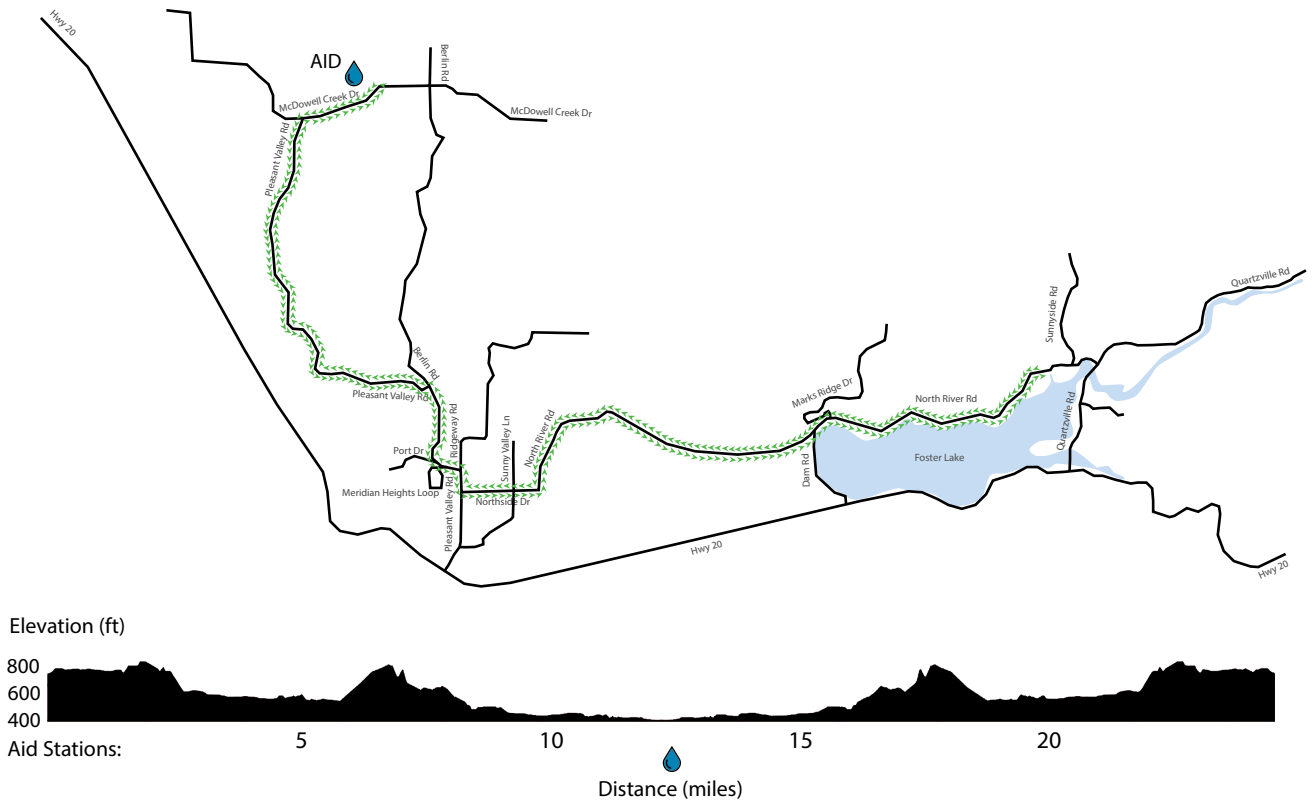 Hwy 20
AID
Berlin Rd
McDowell Creek Dr
McDowell Creek Dr
Pleasant Valley Rd
Quartzville Rd
Sunnyside Rd
Berlin Rd
Marks Ridge Dr
Pleasant Valley Rd
North River Rd
Ridgeway Rd
Sunny Valley Ln
North River Rd
Quartzville Rd
Port Dr
Foster Lake
Dam Rd
Meridian Heights Loop
Northside Dr
Pleasant Valley Rd
Hwy 20
Hwy 20
Elevation (ft)
800
600
400
Aid Stations:
5
10
15
20
Distance (miles)